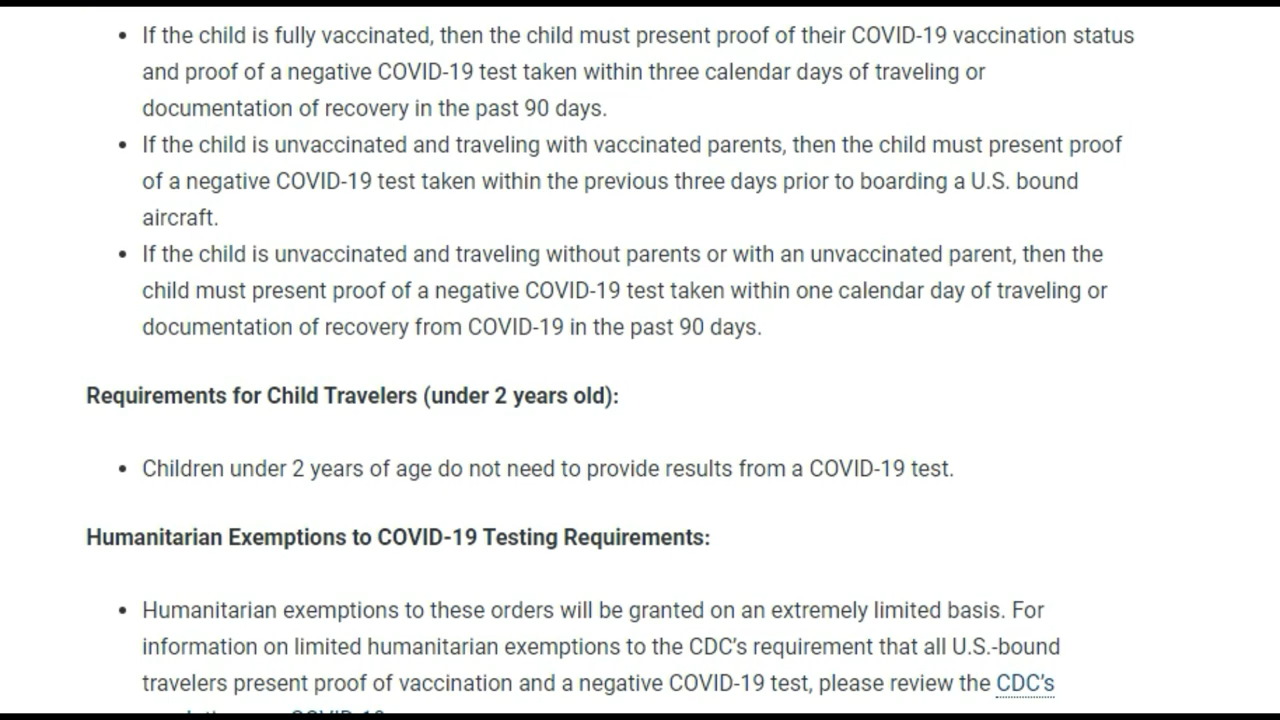 If the child is fully vaccinated, then the child must present proof of their COVID-19 vaccination status
and proof of a negative COVID-19 test taken within three calendar days of traveling or
documentation of recovery in the past 90 days.
If the child is unvaccinated and traveling with vaccinated parents, then the child must present proof
of a negative COVID-19 test taken within the previous three days prior to boarding a U.S. bound
aircraft.
If the child is unvaccinated and traveling without parents or with an unvaccinated parent, then the
child must present proof of a negative COVID-19 test taken within one calendar day of traveling or
documentation of recovery from COVID-19 in the past 90 days.
Requirements for Child Travelers (under 2 years old):
Children under 2 years of age do not need to provide results from a COVID-19 test.
Humanitarian Exemptions to COVID-19 Testing Requirements:
Humanitarian exemptions to these orders will be granted on an extremely limited basis. For
information on limited humanitarian exemptions to the CDC's requirement that all U.S.-bound
travelers present proof of vaccination and a negative COVID-19 test, please review the CDC's